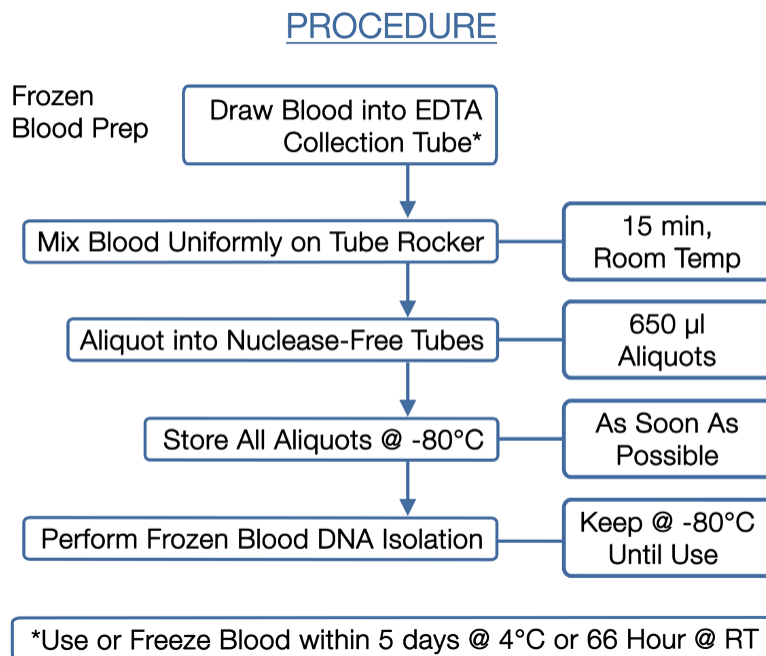 PROCEDURE
Frozen
Blood Prep
Draw Blood into EDTA
Collection Tube*
Mix Blood Uniformly on Tube Rocker
15 min,
Room Temp
Aliquot into Nuclease-Free Tubes
650 µl
Aliquots
Store All Aliquots @ -80°C
As Soon As
Possible
Perform Frozen Blood DNA Isolation
Keep @ -80°C
Until Use
*Use or Freeze Blood within 5 days @ 4°C or 66 Hour @ RT